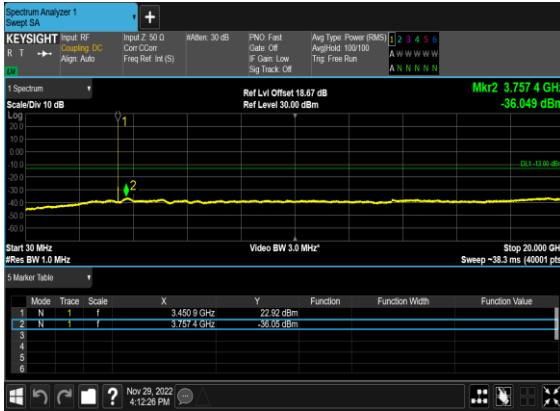 Spectrum Analyzer 1
Swept SA
+
KEYSIGHT
R T
LV
Input: RF
Coupling: DC
Align: Auto
Input Z: 50 Ω
Corr CCorr
Freq Ref: Int (S)
#Atten: 30 dB
PNO: Fast
Gate: Off
IF Gain: Low
Sig Track: Off
Avg Type: Power (RMS)
Avg|Hold: 100/100
Trig: Free Run
1 2 3 4 5 6
A W W W W W
A N N N N N
1 Spectrum
Scale/Div 10 dB
Ref Lvl Offset 18.67 dB
Ref Level 30.00 dBm
Mkr2 3.757 4 GHz
-36.049 dBm
Log
20.0
10.0
0.00
-10.0
-20.0
-30.0
-40.0
-50.0
-60.0
1
2
DL1 -13.00 dBm
Start 30 MHz
#Res BW 1.0 MHz
Video BW 3.0 MHz*
Stop 20.000 GH
Sweep ~38.3 ms (40001 pts
5 Marker Table
Mode Trace Scale X Y Function Function Width Function Value
1 N 1 f 3.450 9 GHz 22.92 dBm
2 N 1 f 3.757 4 GHz -36.05 dBm
3
4
5
6
?
Nov 29, 2022
4:12:26 PM